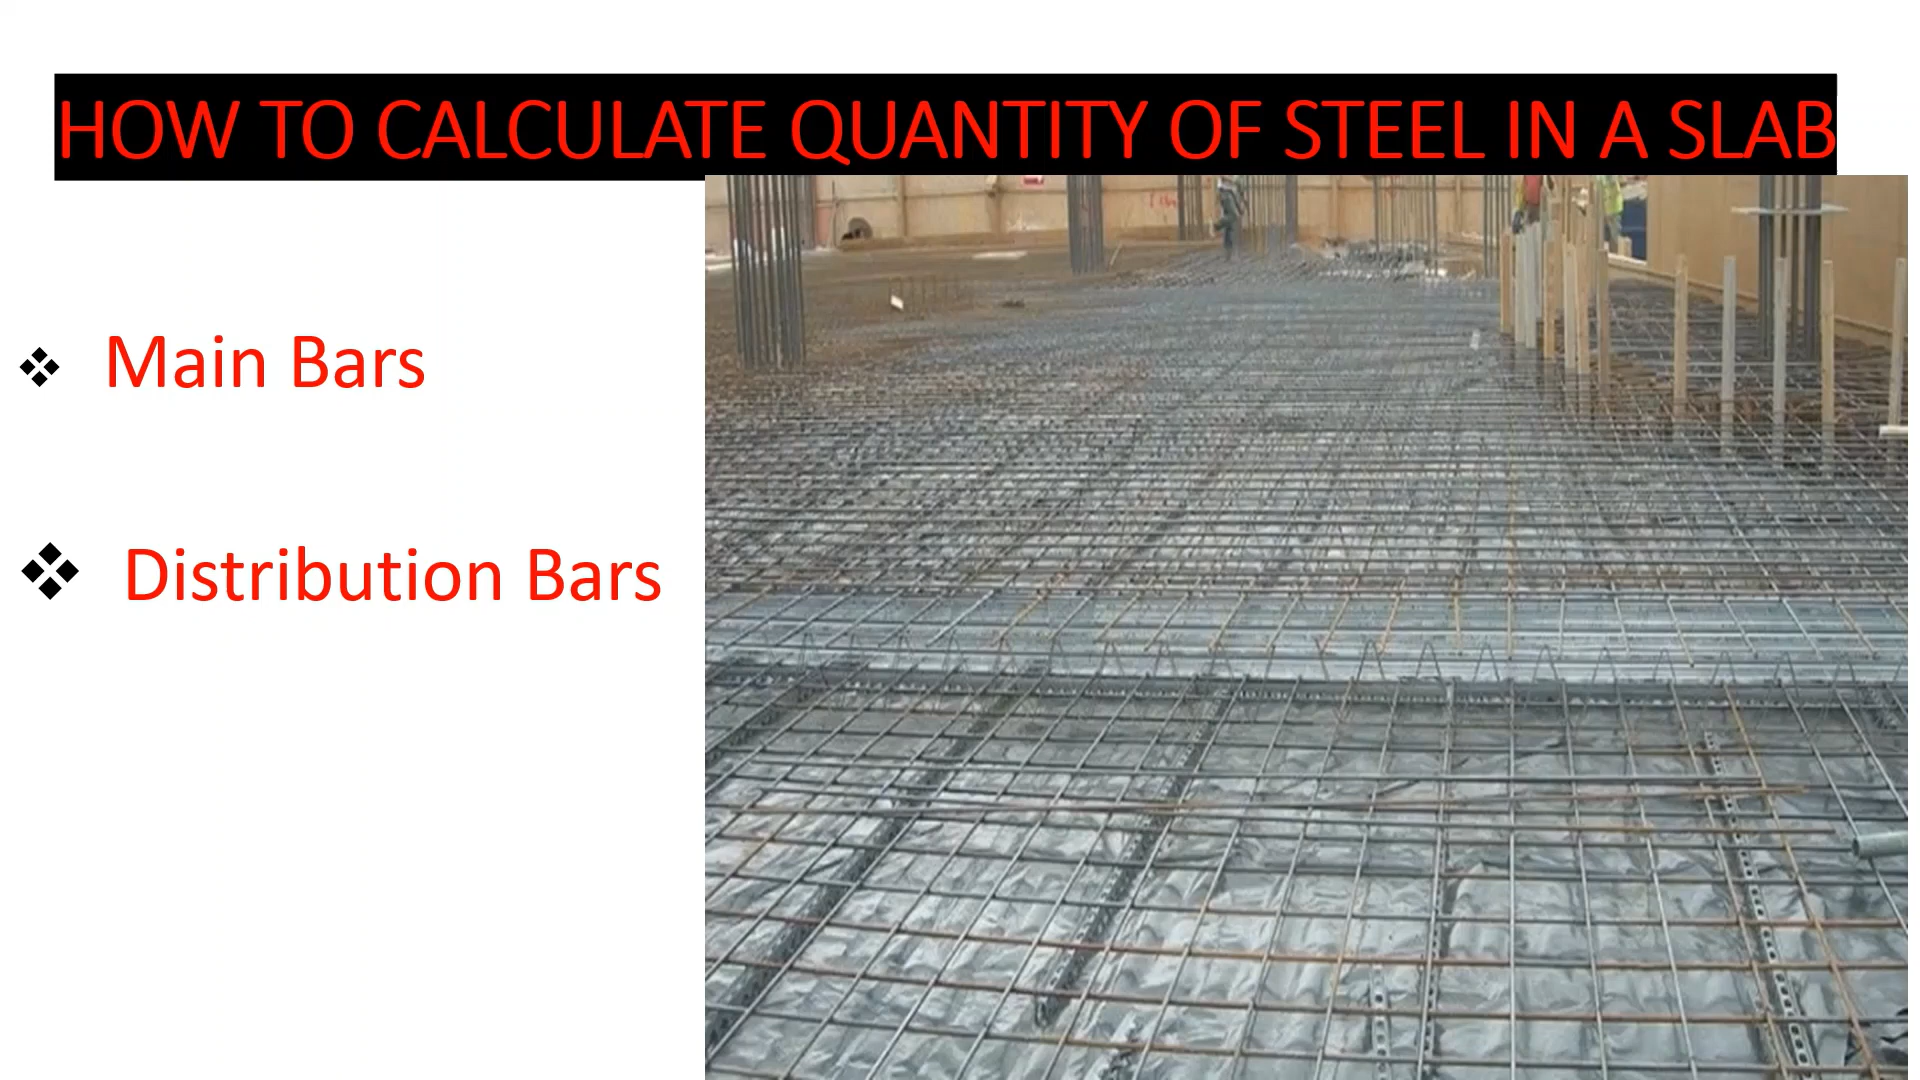 HOW TO CALCULATE QUANTITY OF STEEL IN A SLAB
Main Bars
Distribution Bars